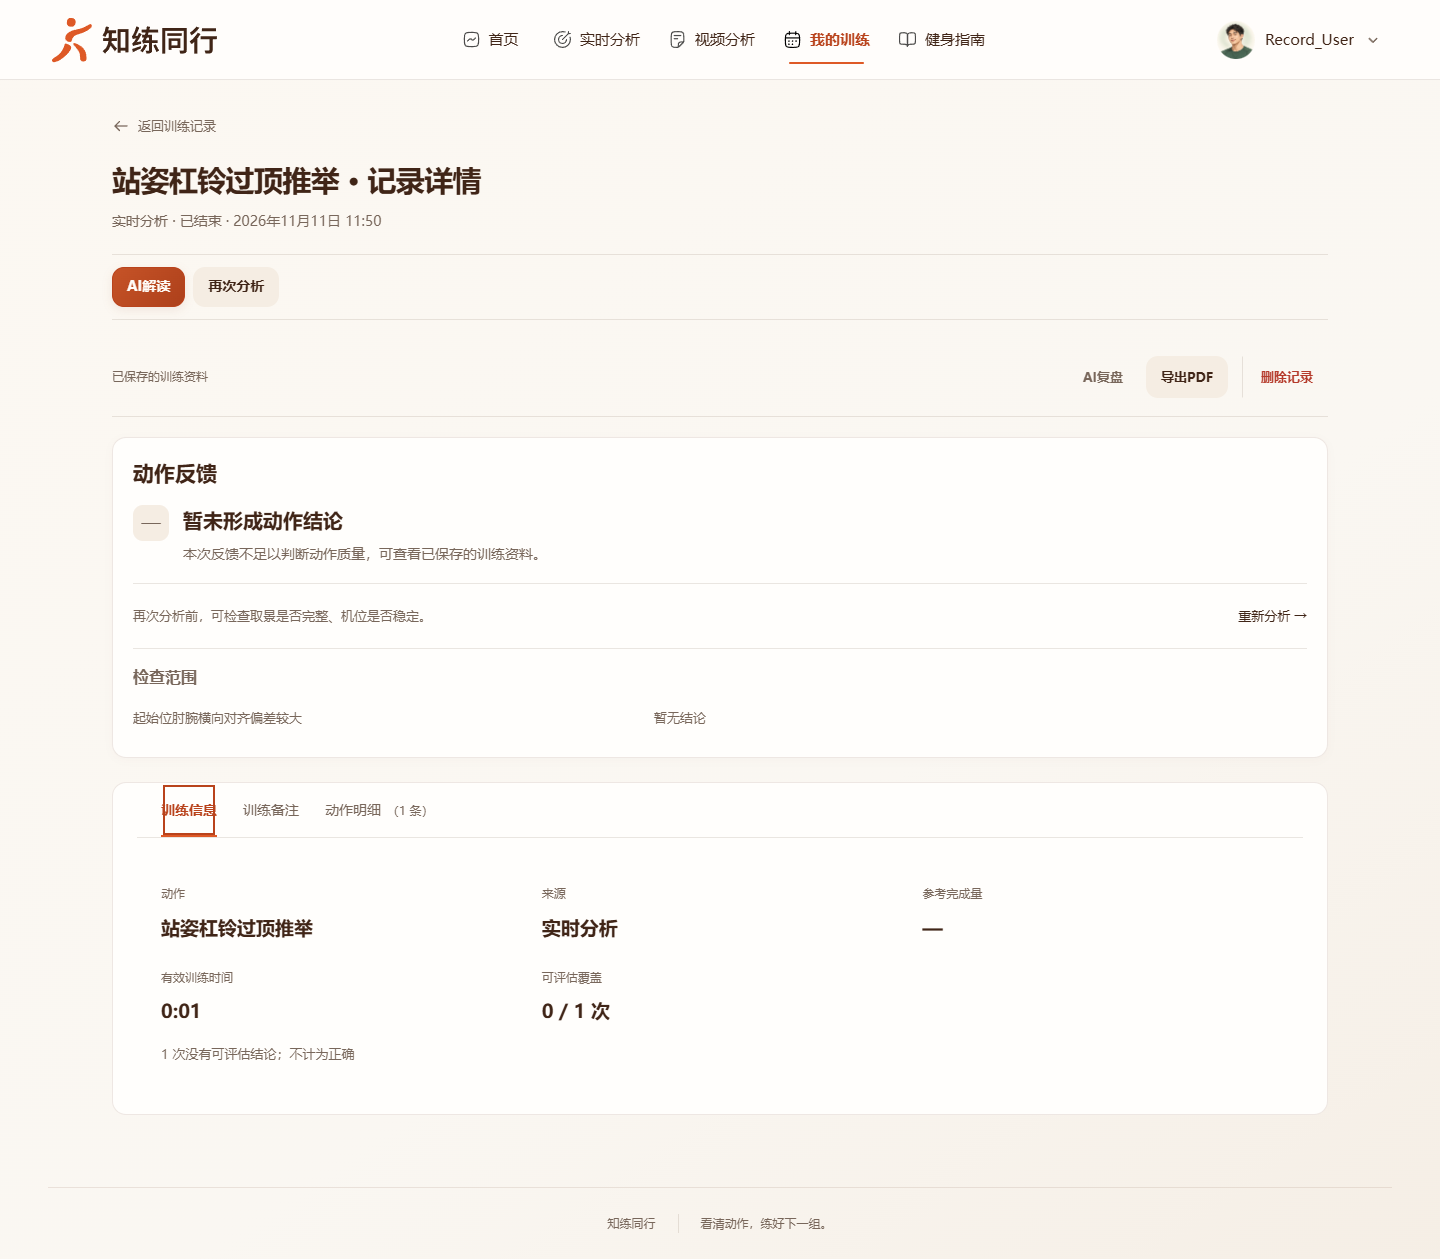 知练同行
首页
实时分析
视频分析
我的训练
健身指南
Record_User
← 返回训练记录
站姿杠铃过顶推举 • 记录详情
实时分析 · 已结束 · 2026年11月11日 11:50
AI解读
再次分析
已保存的训练资料
AI复盘
导出PDF
删除记录
动作反馈
— 暂未形成动作结论
本次反馈不足以判断动作质量，可查看已保存的训练资料。
再次分析前，可检查取景是否完整、机位是否稳定。
重新分析 →
检查范围
起始位肘腕横向对齐偏差较大
暂无结论
训练信息
训练备注
动作明细 （1 条）
动作
来源
参考完成量
站姿杠铃过顶推举
实时分析
—
有效训练时间
可评估覆盖
0:01
0 / 1 次
1 次没有可评估结论；不计为正确
知练同行
看清动作，练好下一组。